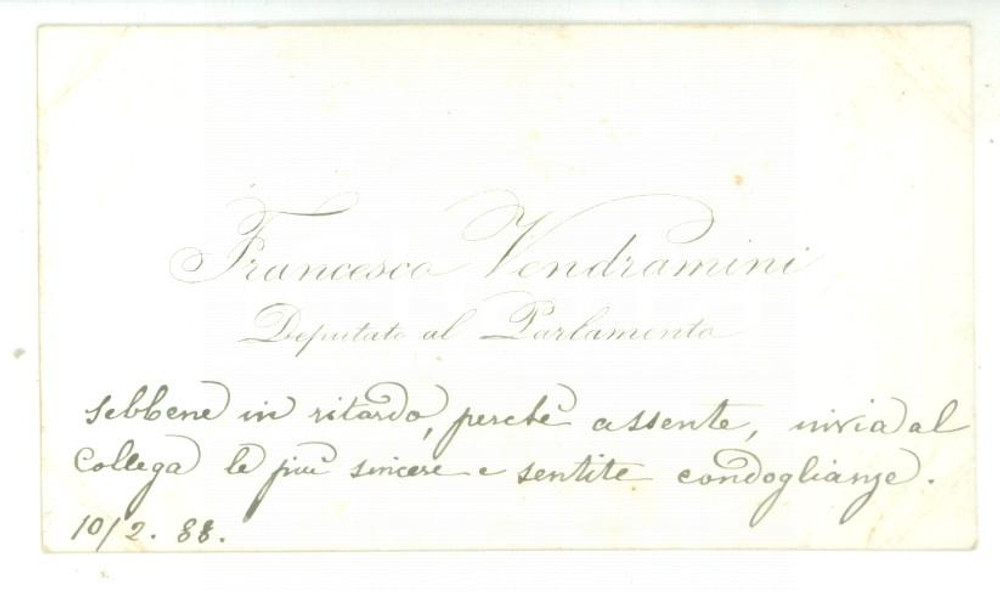 Francesco Vendramini
Deputato al Parlamento
sebbene in ritardo, perchè assente, invia al
Collega le più sincere e sentite condoglianze.
10/2. 88.